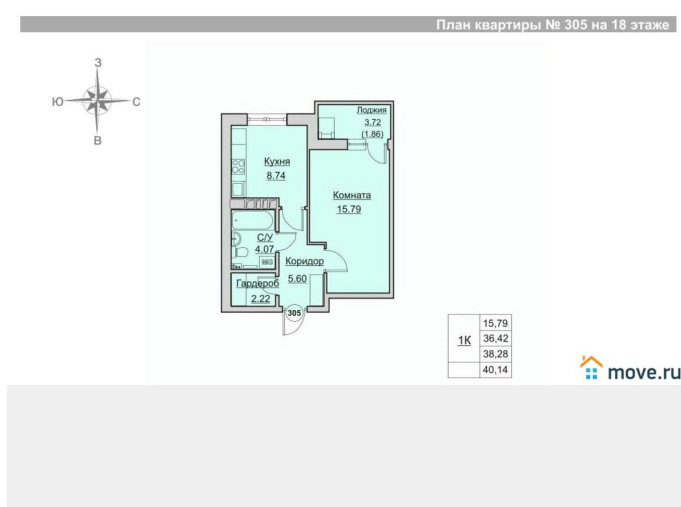 План квартиры № 305 на 18 этаже
З
Ю
С
В
Лоджия
3.72
(1.86)
Кухня
8.74
Комната
15.79
С/У
4.07
Коридор
5.60
Гардероб
2.22
305
1К
15,79
36,42
38,28
40,14
move.ru